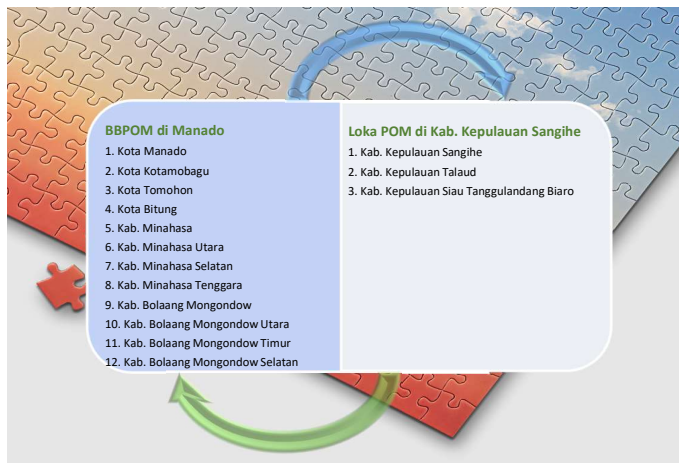 BBPOM di Manado
1. Kota Manado
2. Kota Kotamobagu
3. Kota Tomohon
4. Kota Bitung
5. Kab. Minahasa
6. Kab. Minahasa Utara
7. Kab. Minahasa Selatan
8. Kab. Minahasa Tenggara
9. Kab. Bolaang Mongondow
10. Kab. Bolaang Mongondow Utara
11. Kab. Bolaang Mongondow Timur
12. Kab. Bolaang Mongondow Selatan
Loka POM di Kab. Kepulauan Sangihe
1. Kab. Kepulauan Sangihe
2. Kab. Kepulauan Talaud
3. Kab. Kepulauan Siau Tanggulandang Biaro